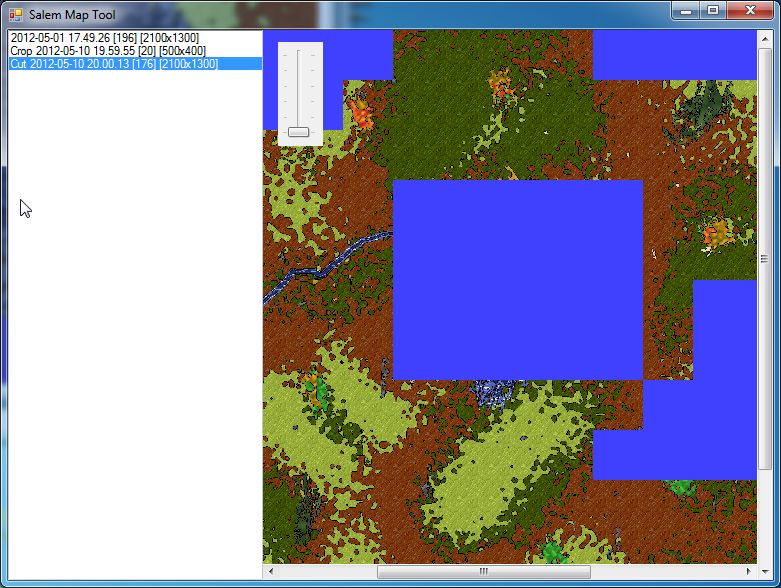 Salem Map Tool
2012-05-01 17.49.26 [196] [2100x1300]
Crop 2012-05-10 19.59.55 [20] [500x400]
Cut 2012-05-10 20.00.13 [176] [2100x1300]